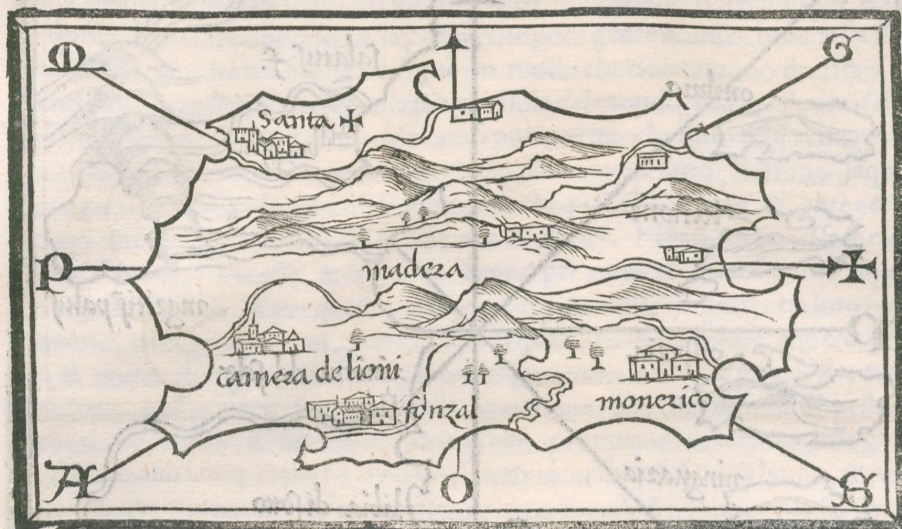 M G
Santa ✠
P ✠
madera
camera de lioni
fonzal monerico
A O S